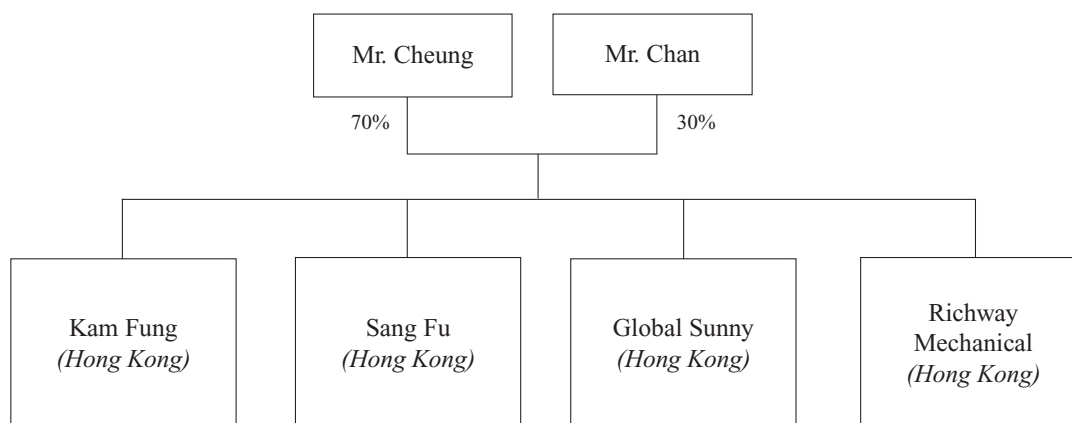 Mr. Cheung
Mr. Chan
70%
30%
Kam Fung
(Hong Kong)
Sang Fu
(Hong Kong)
Global Sunny
(Hong Kong)
Richway
Mechanical
(Hong Kong)